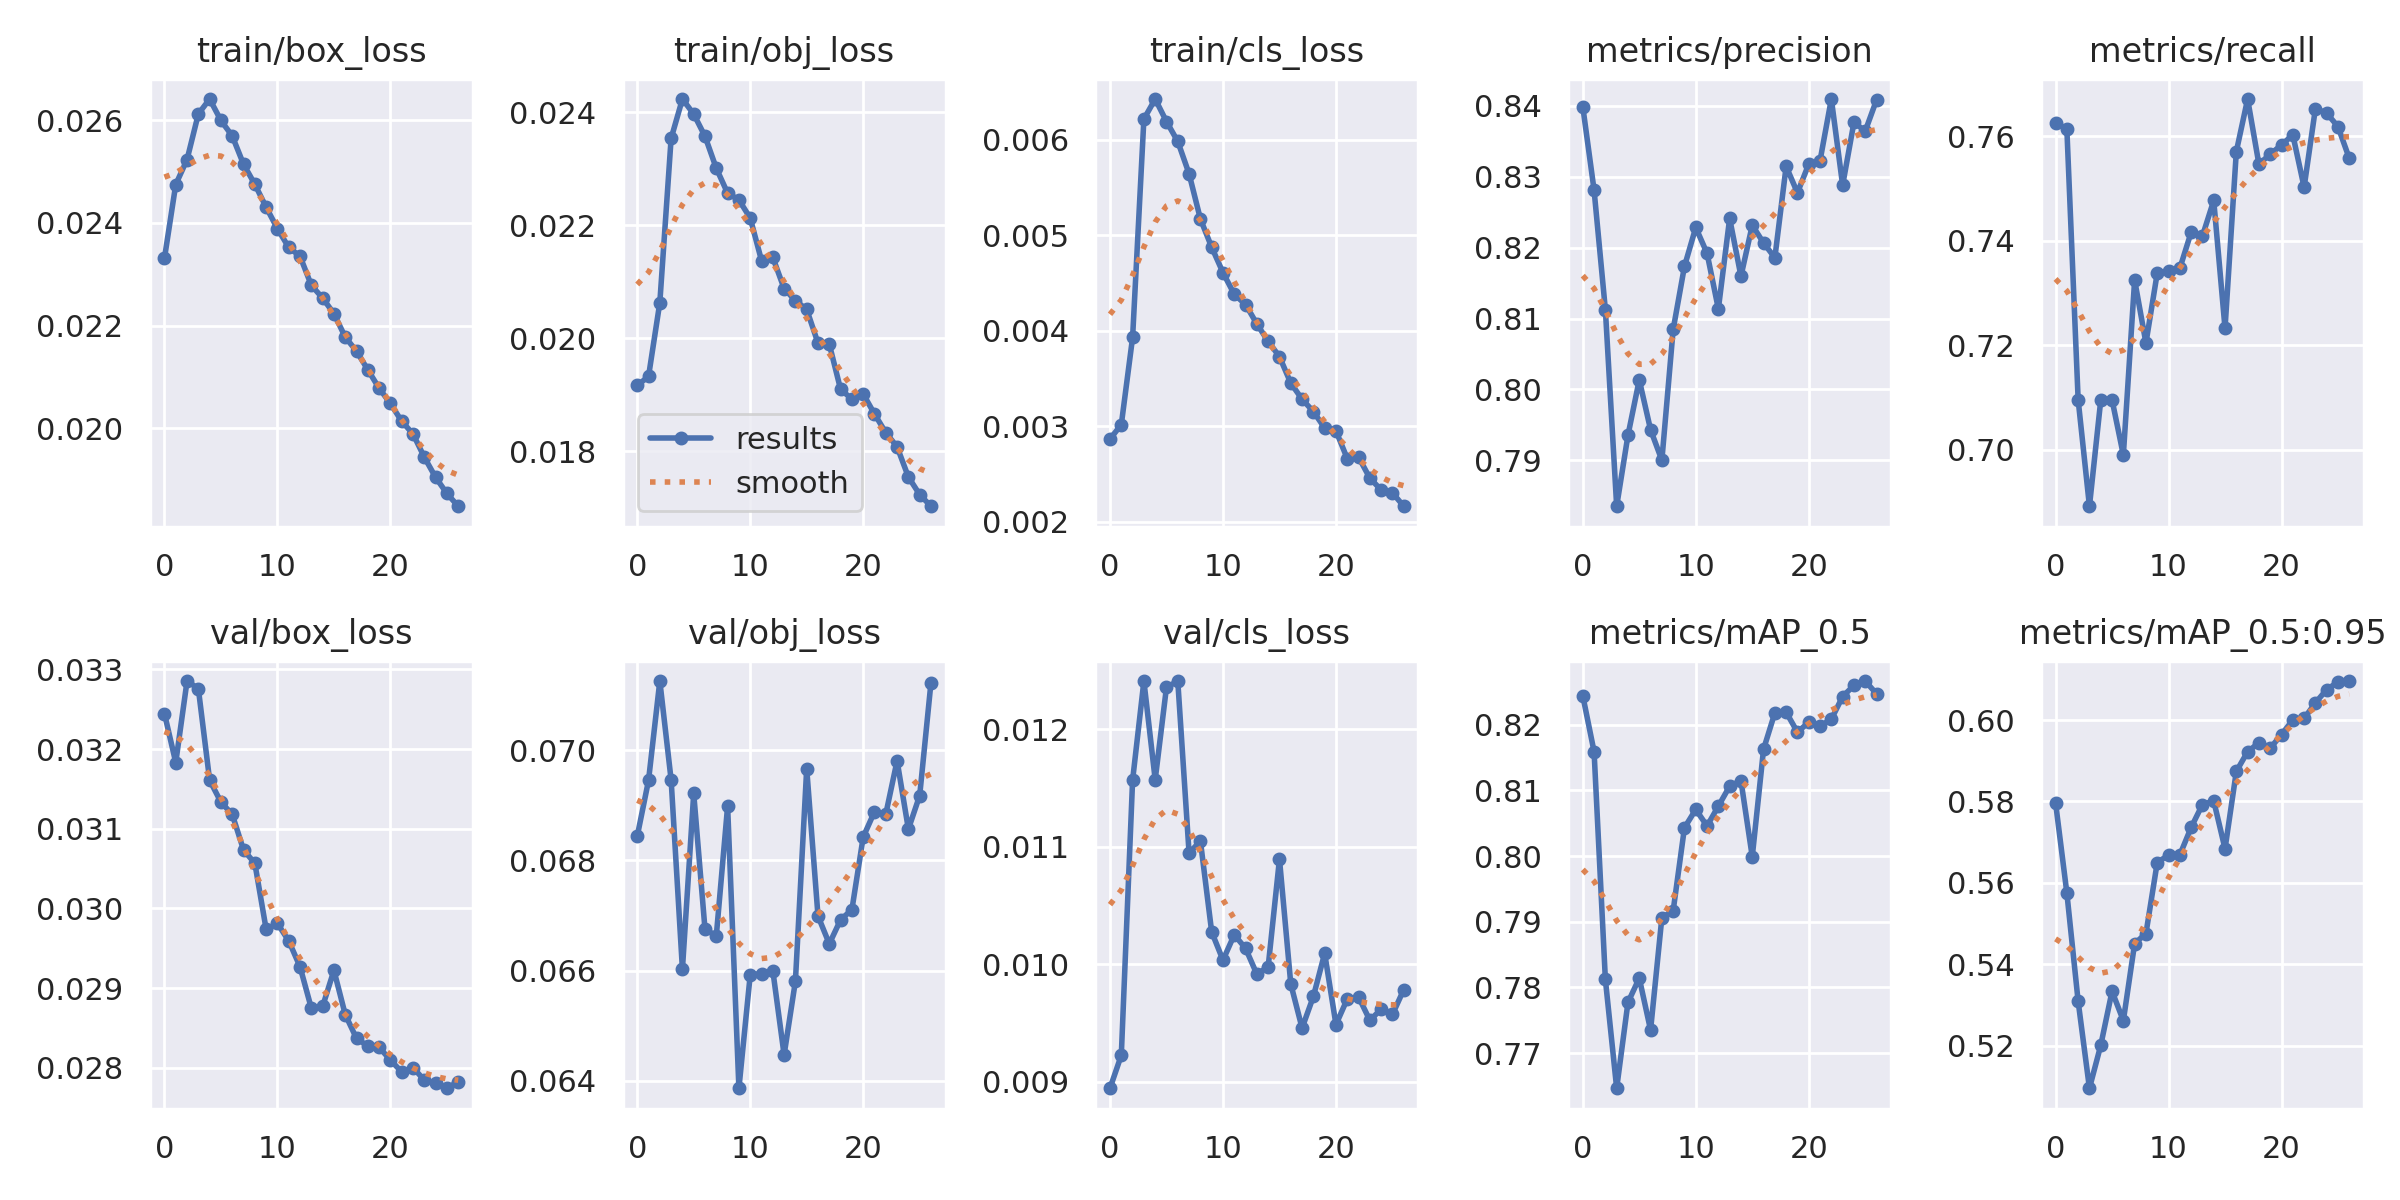 train/box_loss
0.026
0.024
0.022
0.020
0 10 20
train/obj_loss
0.024
0.022
0.020
0.018
results
smooth
0 10 20
train/cls_loss
0.006
0.005
0.004
0.003
0.002
0 10 20
metrics/precision
0.84
0.83
0.82
0.81
0.80
0.79
0 10 20
metrics/recall
0.76
0.74
0.72
0.70
0 10 20
val/box_loss
0.033
0.032
0.031
0.030
0.029
0.028
0 10 20
val/obj_loss
0.070
0.068
0.066
0.064
0 10 20
val/cls_loss
0.012
0.011
0.010
0.009
0 10 20
metrics/mAP_0.5
0.82
0.81
0.80
0.79
0.78
0.77
0 10 20
metrics/mAP_0.5:0.95
0.60
0.58
0.56
0.54
0.52
0 10 20